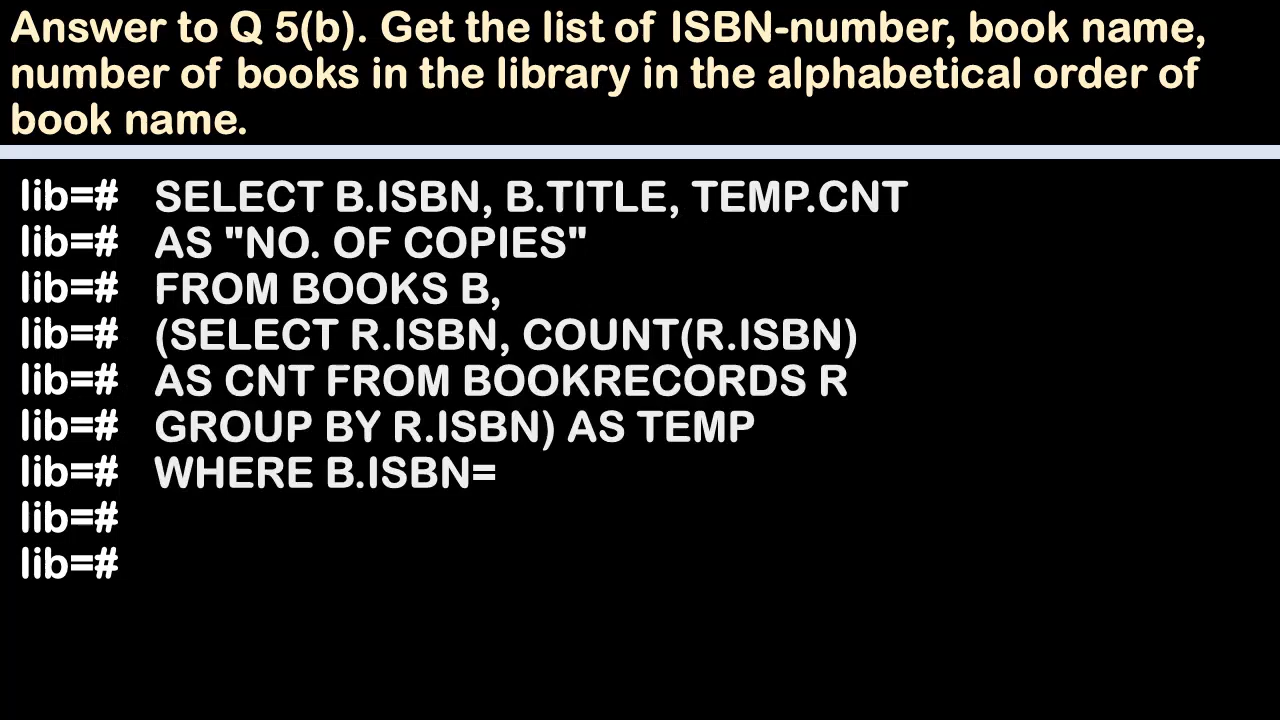 Answer to Q 5(b). Get the list of ISBN-number, book name,
number of books in the library in the alphabetical order of
book name.
lib=# SELECT B.ISBN, B.TITLE, TEMP.CNT
lib=# AS "NO. OF COPIES"
lib=# FROM BOOKS B,
lib=# (SELECT R.ISBN, COUNT(R.ISBN)
lib=# AS CNT FROM BOOKRECORDS R
lib=# GROUP BY R.ISBN) AS TEMP
lib=# WHERE B.ISBN=
lib=#
lib=#